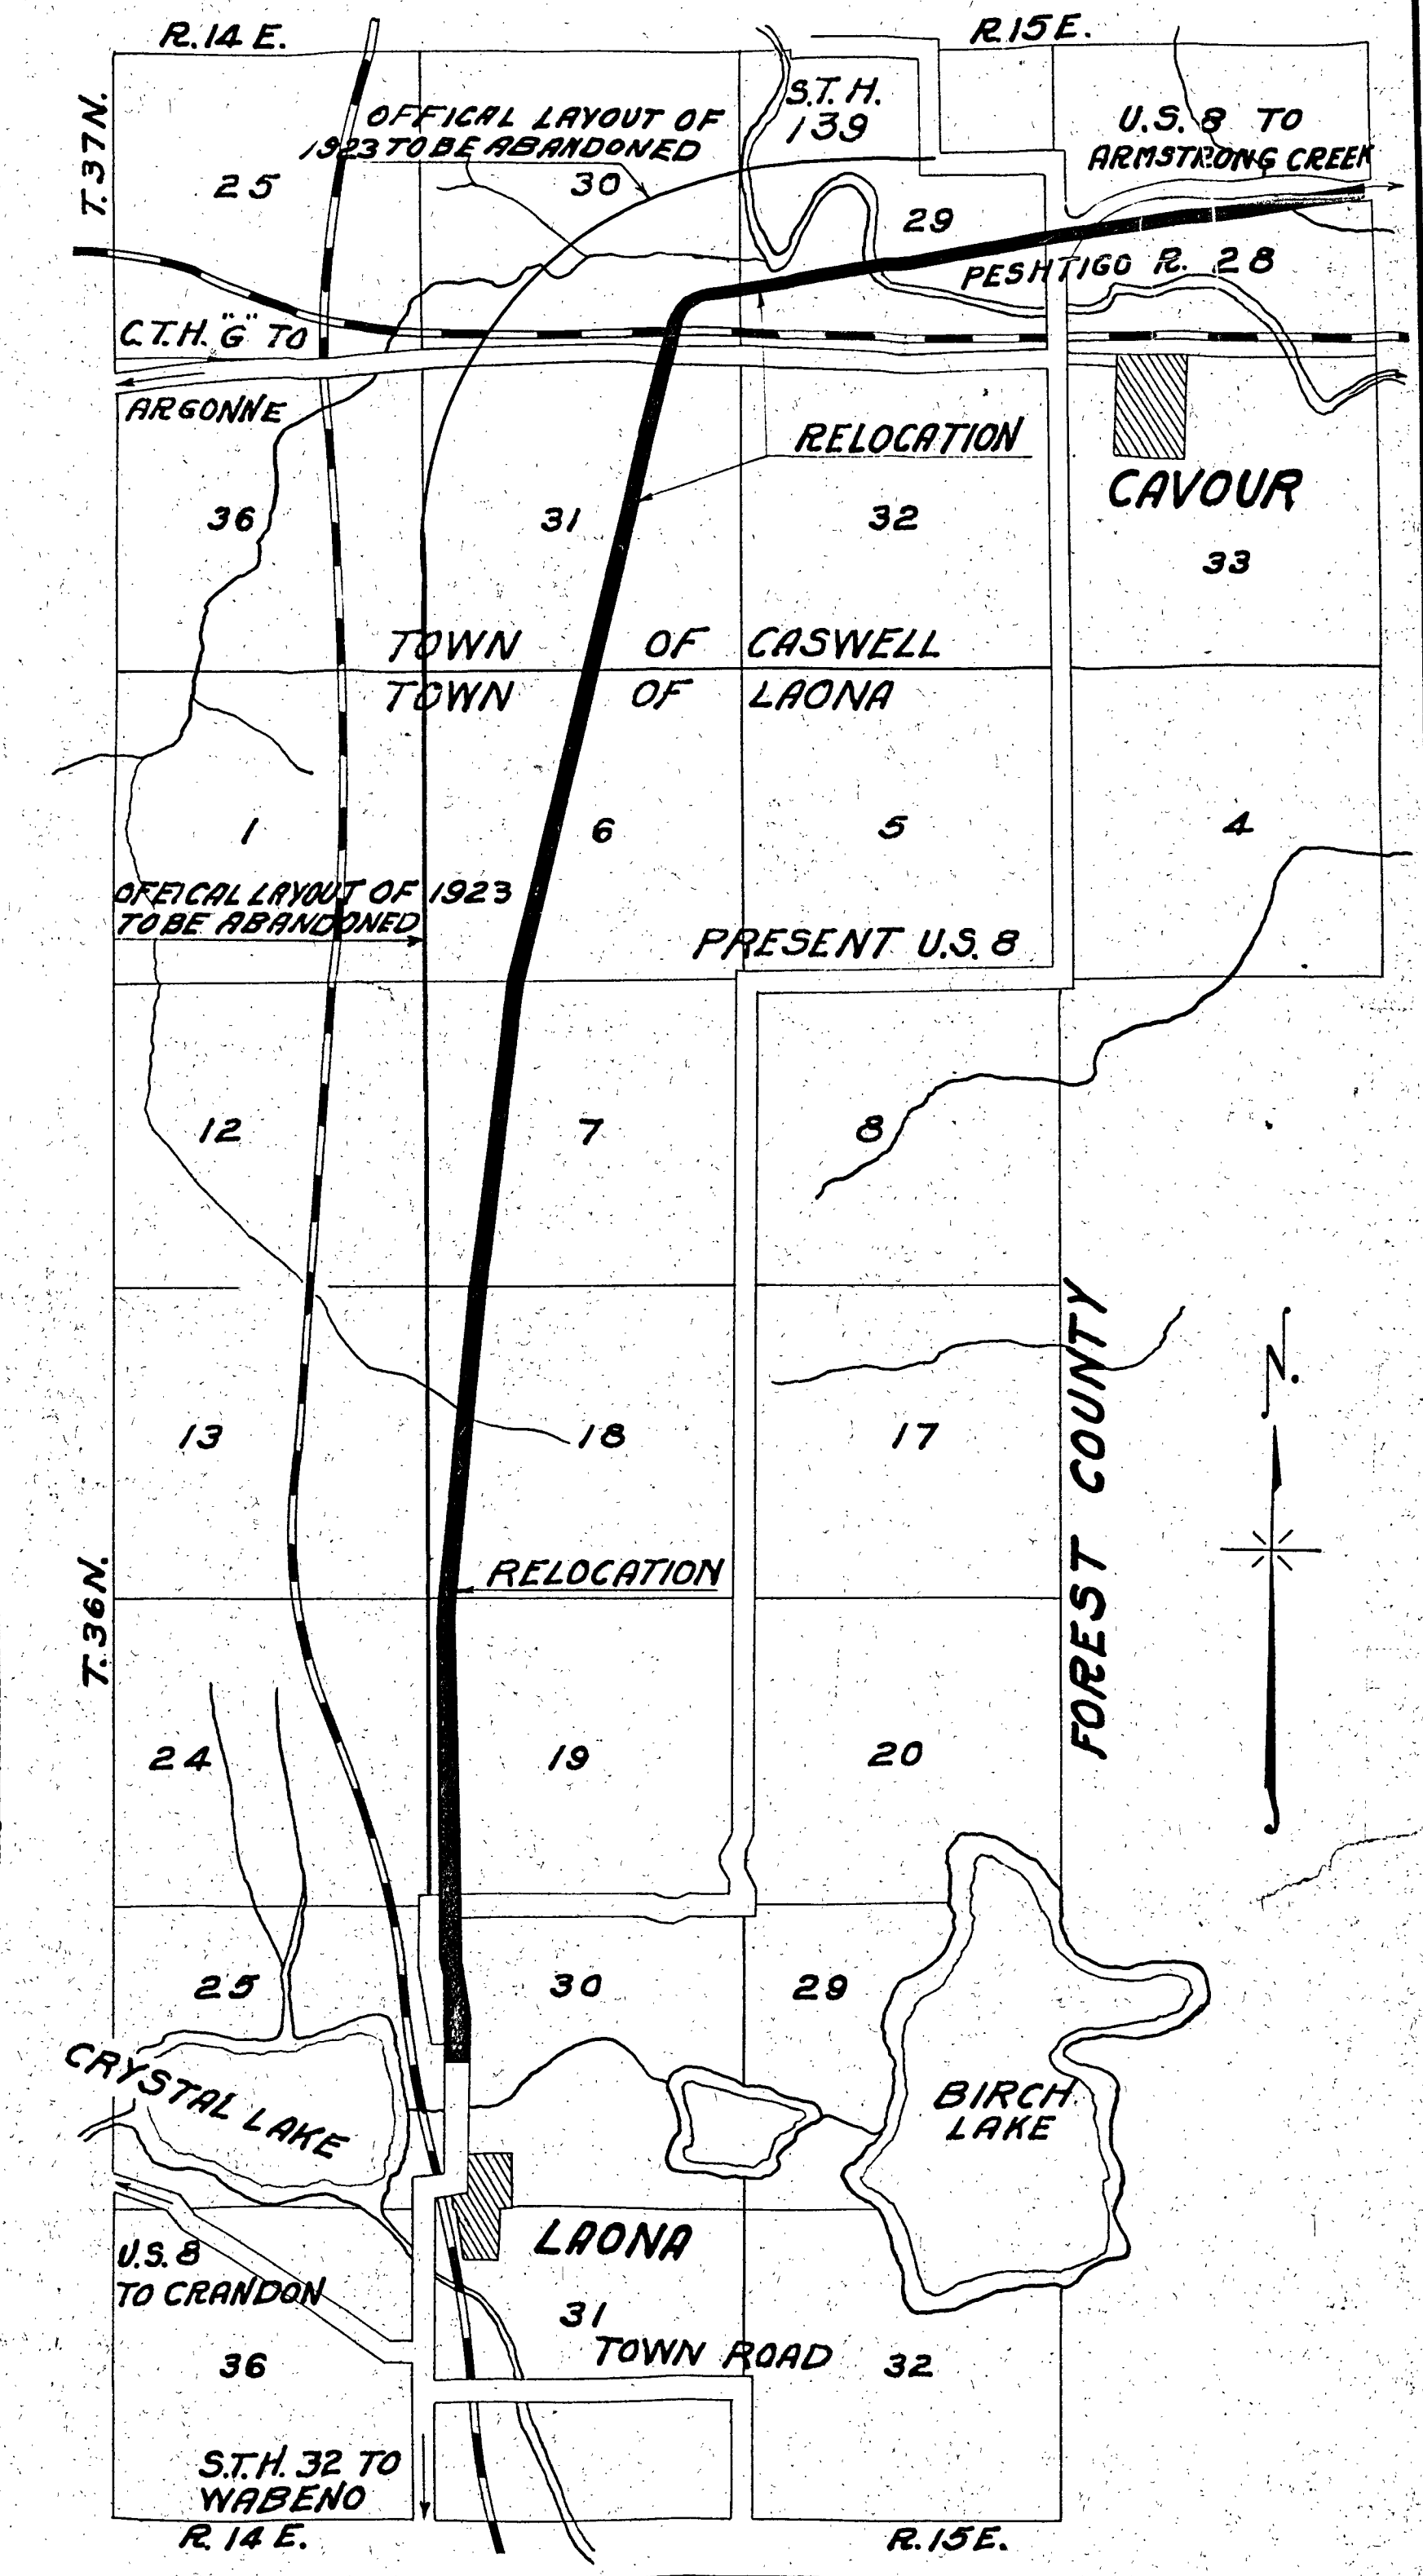 R. 14 E.
R. 15 E.
T. 37 N.
OFFICAL LAYOUT OF
1923 TO BE ABANDONED
S.T.H.
139
U.S. 8 TO
ARMSTRONG CREEK
25
30
29
PESHTIGO R.
28
C.T.H. "G" TO
ARGONNE
RELOCATION
CAVOUR
36
31
32
33
TOWN OF CASWELL
TOWN OF LAONA
1
6
5
4
OFFICAL LAYOUT OF 1923
TO BE ABANDONED
PRESENT U.S. 8
12
7
8
FOREST COUNTY
N.
13
18
17
RELOCATION
T. 36 N.
24
19
20
25
30
29
CRYSTAL LAKE
BIRCH
LAKE
LAONA
U.S. 8
TO CRANDON
31
TOWN ROAD
36
32
S.T.H. 32 TO
WABENO
R. 14 E.
R. 15 E.